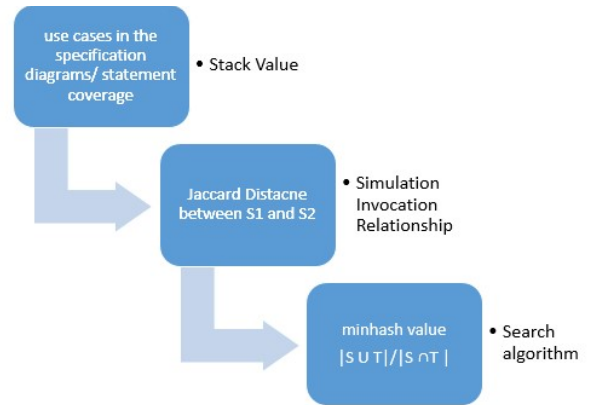 use cases in the
specification
diagrams/ statement
coverage
• Stack Value
Jaccard Distacne
between S1 and S2
• Simulation
Invocation
Relationship
minhash value
|S U T|/|S ∩T |
• Search
algorithm